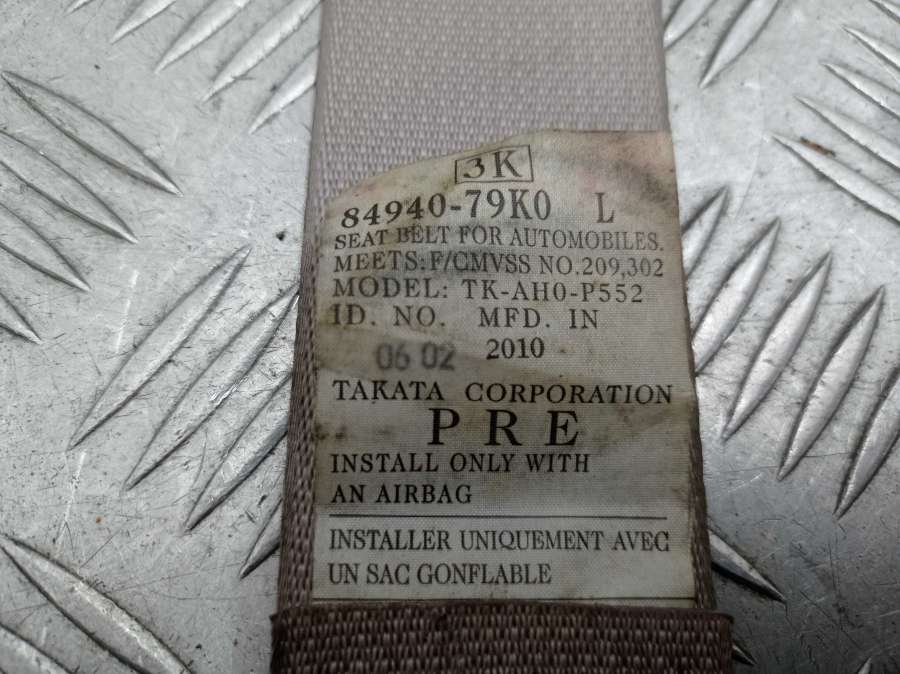 3K
84940-79K0 L
SEAT BELT FOR AUTOMOBILES.
MEETS: F/CMVSS NO.209,302
MODEL: TK-AH0-P552
ID. NO. MFD. IN
06 02 2010
TAKATA CORPORATION
PRE
INSTALL ONLY WITH
AN AIRBAG
INSTALLER UNIQUEMENT AVEC
UN SAC GONFLABLE